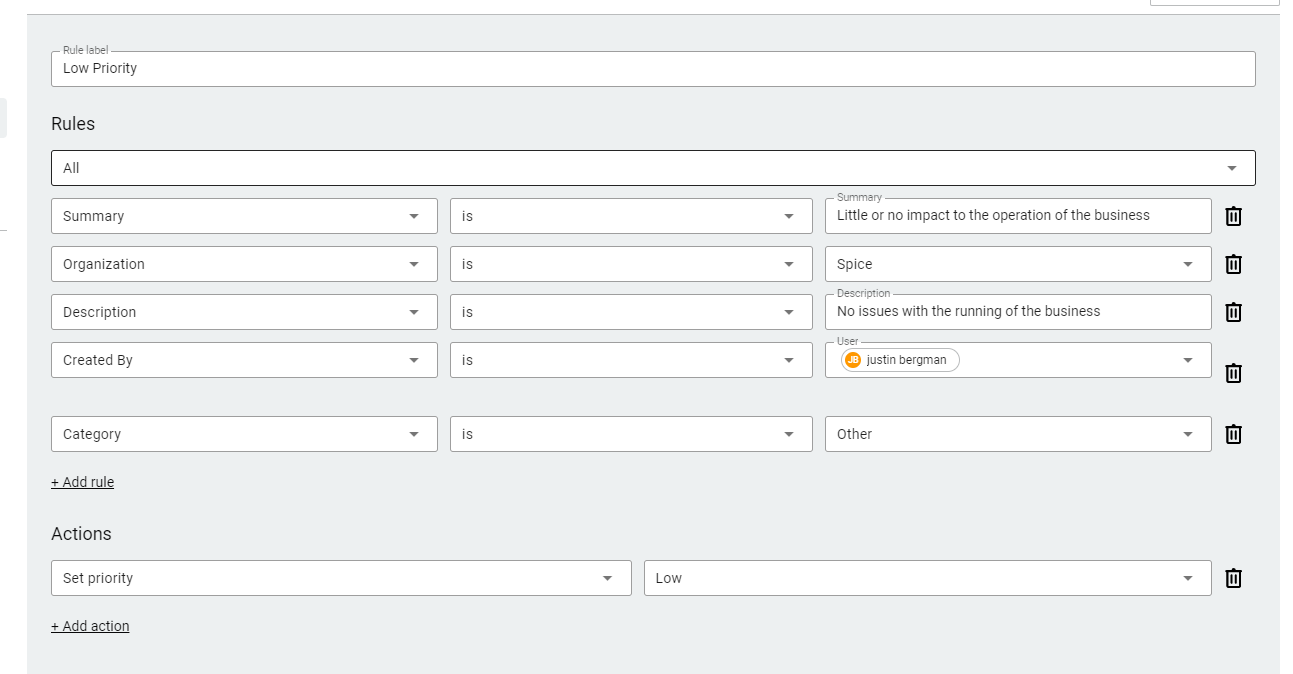 Rule label
Low Priority
Rules
All
Summary is Summary Little or no impact to the operation of the business
Organization is Spice
Description is Description No issues with the running of the business
Created By is User JB justin bergman
Category is Other
+ Add rule
Actions
Set priority Low
+ Add action